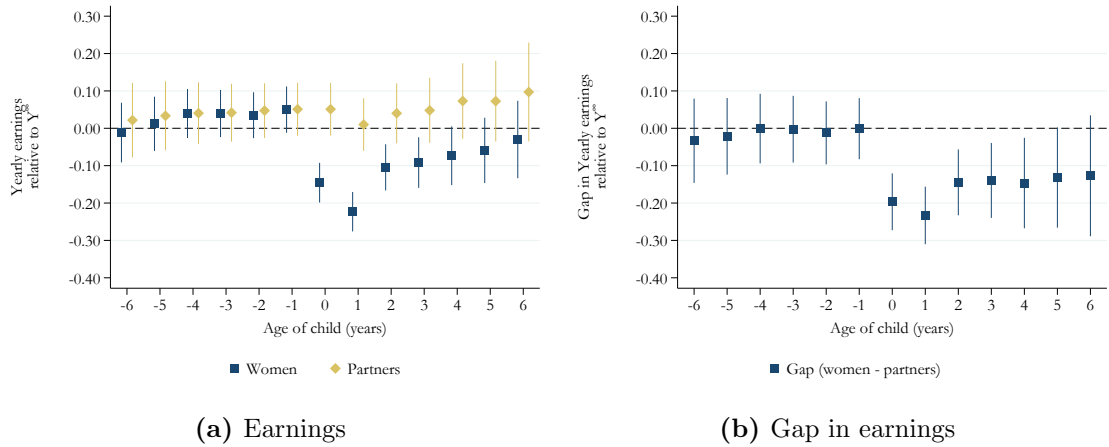 Yearly earnings
relative to Y∞
0.30
0.20
0.10
0.00
-0.10
-0.20
-0.30
-0.40
-6 -5 -4 -3 -2 -1 0 1 2 3 4 5 6
Age of child (years)
Women Partners
(a) Earnings
Gap in Yearly earnings
relative to Y∞
0.30
0.20
0.10
0.00
-0.10
-0.20
-0.30
-0.40
-6 -5 -4 -3 -2 -1 0 1 2 3 4 5 6
Age of child (years)
Gap (women - partners)
(b) Gap in earnings